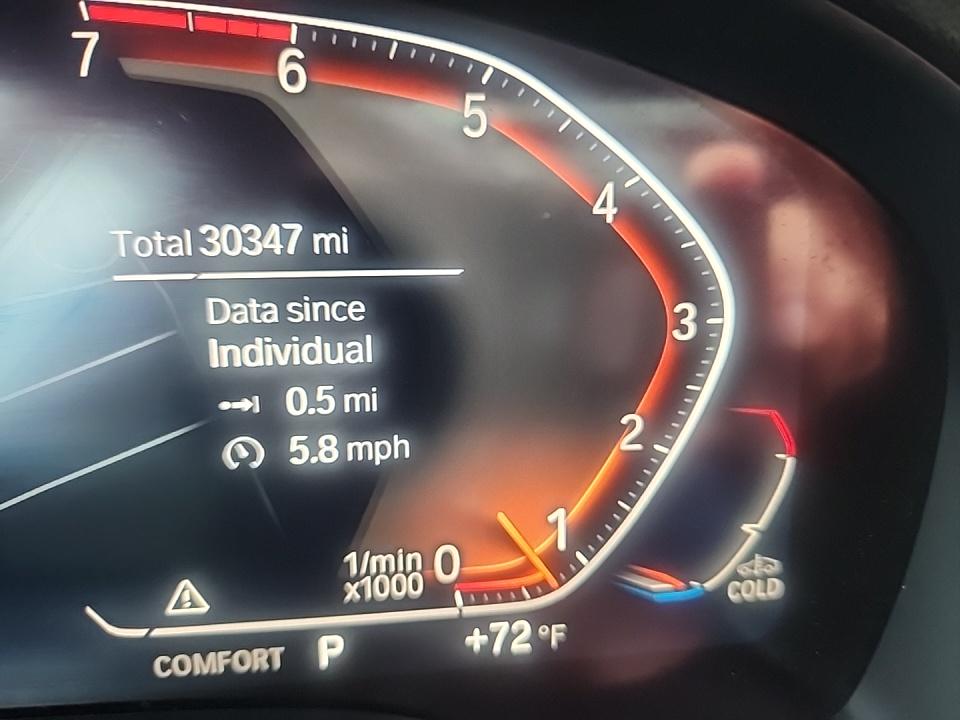 7
6
5
4
Total 30347 mi
3
Data since
Individual
0.5 mi
2
5.8 mph
1
1/min
x1000
0
COLD
+72 °F
COMFORT P